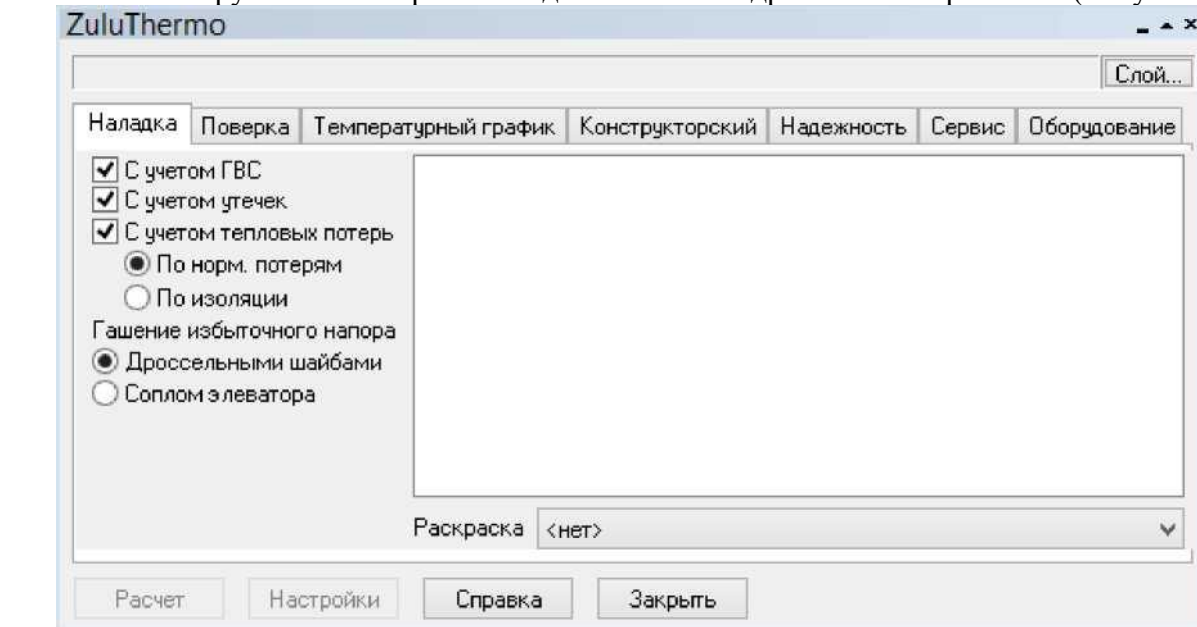 ZuluThermo
Слой...
Наладка Поверка Температурный график Конструкторский Надежность Сервис Оборудование
С учетом ГВС
С учетом утечек
С учетом тепловых потерь
По норм. потерям
По изоляции
Гашение избыточного напора
Дроссельными шайбами
Соплом элеватора
Раскраска <нет>
Расчет Настройки Справка Закрыть